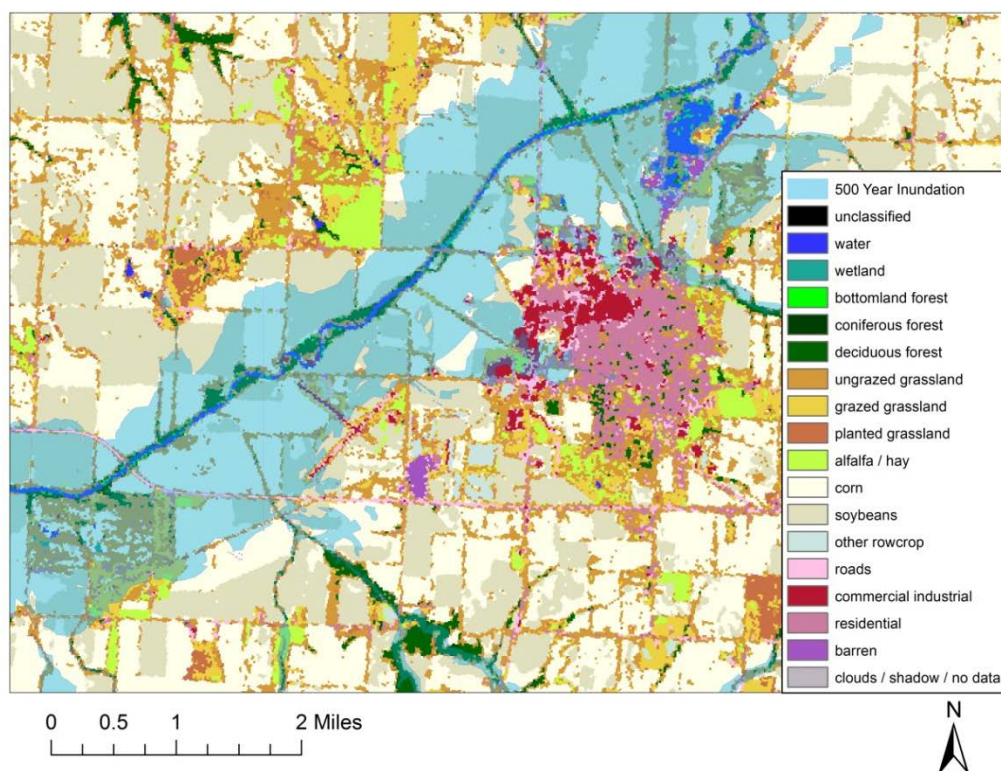 500 Year Inundation
unclassified
water
wetland
bottomland forest
coniferous forest
deciduous forest
ungrazed grassland
grazed grassland
planted grassland
alfalfa / hay
corn
soybeans
other rowcrop
roads
commercial industrial
residential
barren
clouds / shadow / no data
0 0.5 1 2 Miles
N